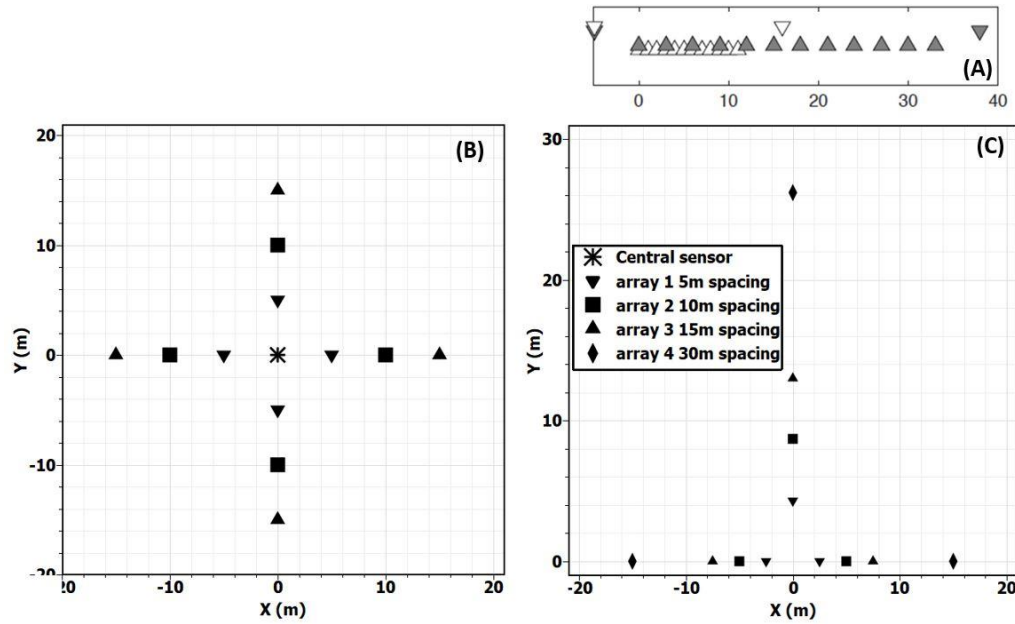 (A)
0 10 20 30 40
(B)
20
10
0
-10
-20
Y (m)
20 -10 0 10 20
X (m)
(C)
30
20
10
0
Y (m)
Central sensor
array 1 5m spacing
array 2 10m spacing
array 3 15m spacing
array 4 30m spacing
-20 -10 0 10 20
X (m)